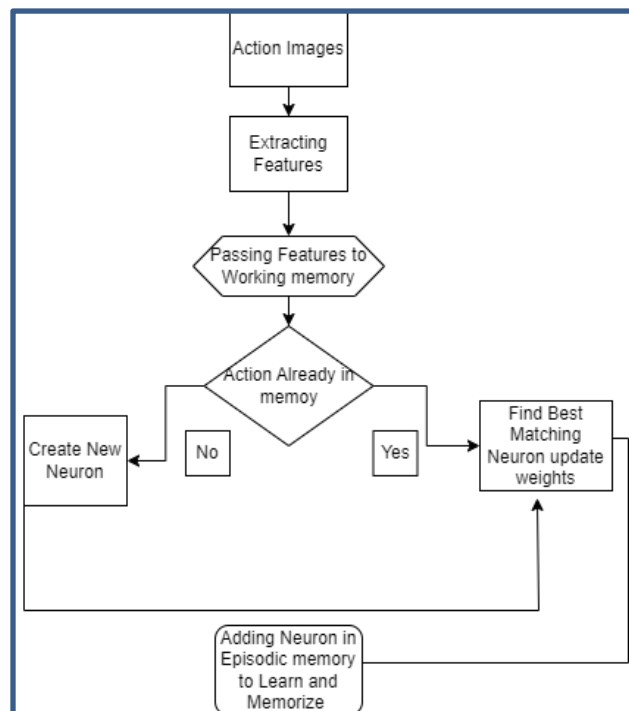 Action Images
Extracting
Features
Passing Features to
Working memory
Action Already in
memoy
Create New
Neuron
No
Yes
Find Best
Matching
Neuron update
weights
Adding Neuron in
Episodic memory
to Learn and
Memorize